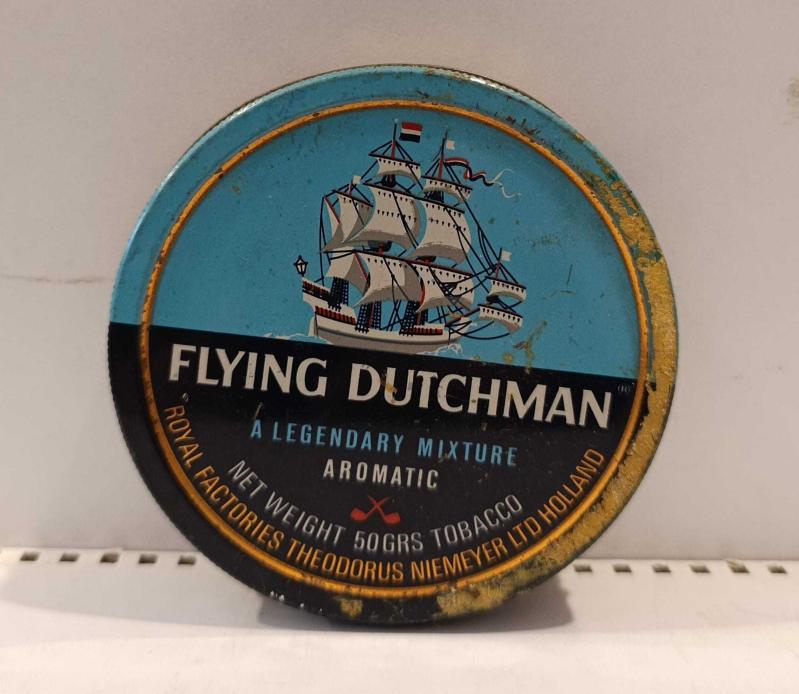 FLYING DUTCHMAN
A LEGENDARY MIXTURE
AROMATIC
NET WEIGHT 50GRS TOBACCO
"ROYAL FACTORIES THEODORUS NIEMEYER LTD HOLLAND